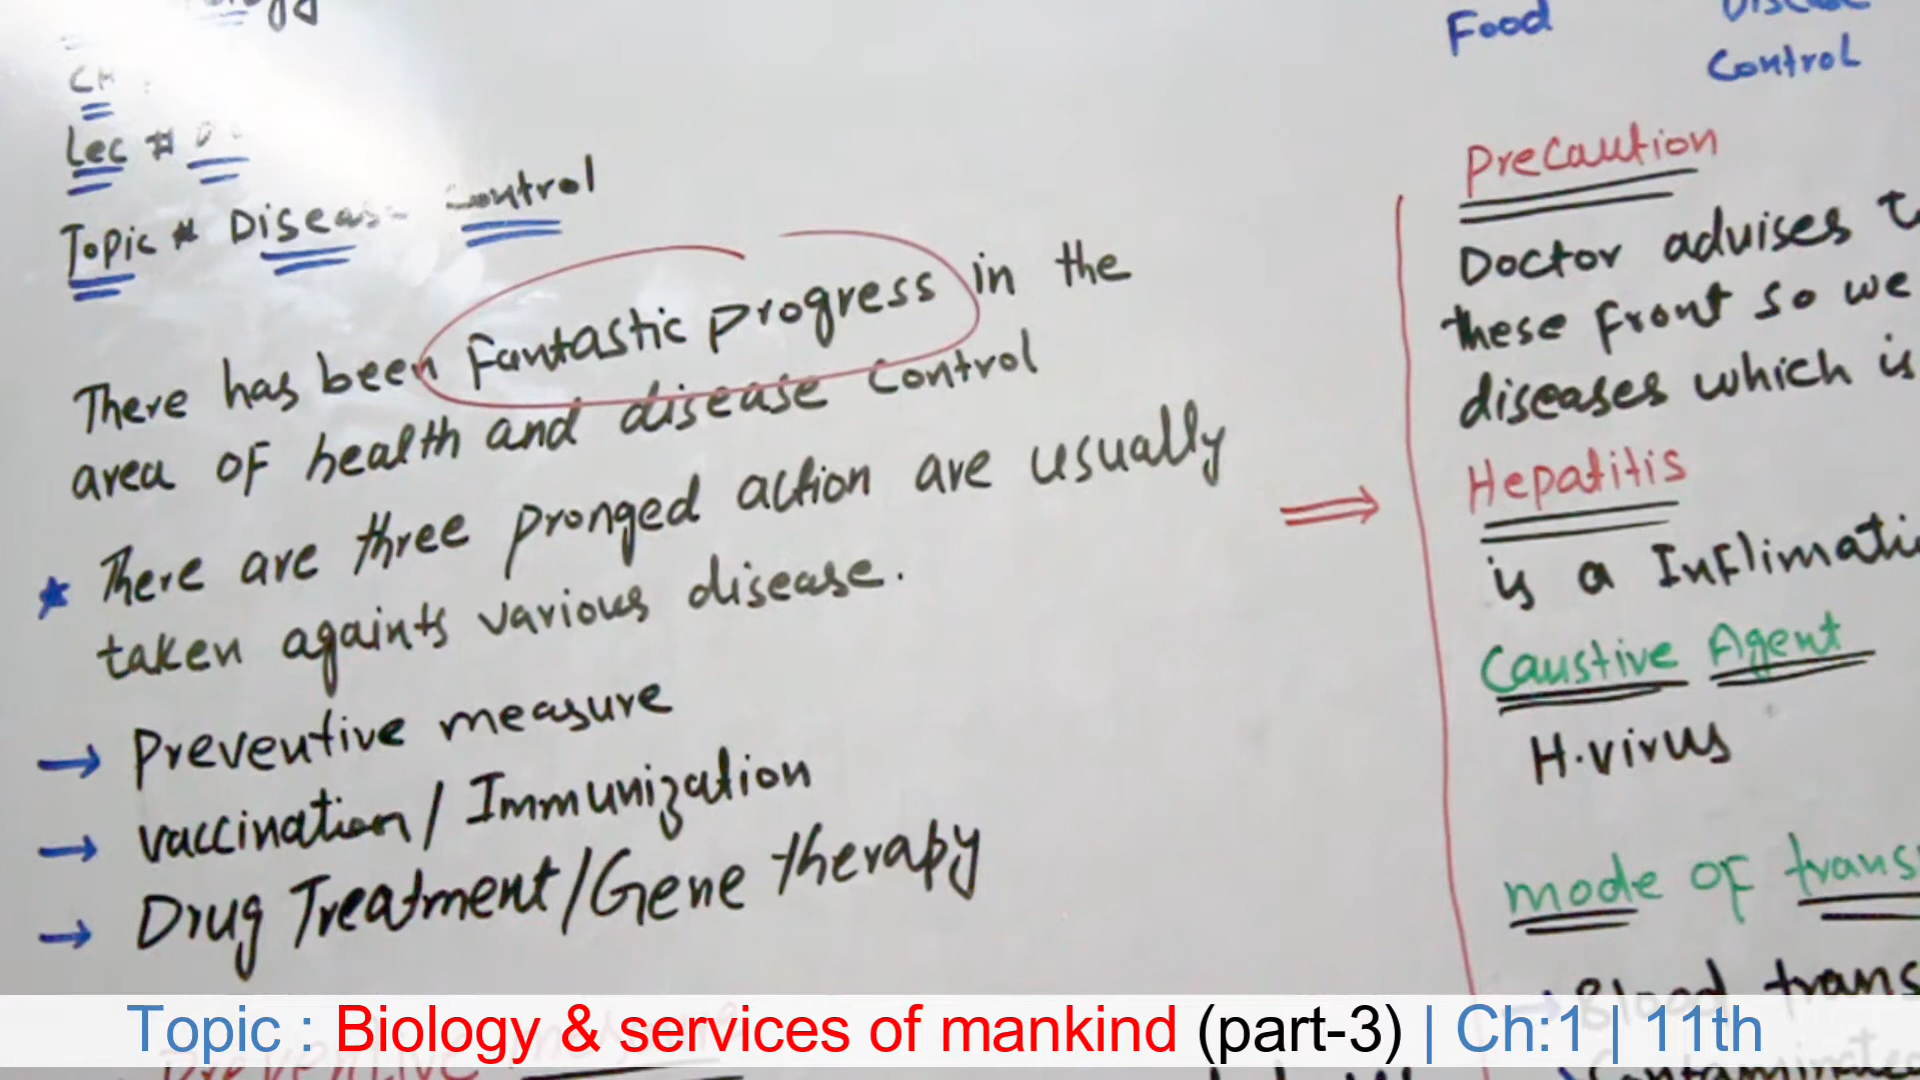 Lec #
Topic # Disease Control
There has been Fantastic progress in the
area of health and disease control
There are three pronged action are usually
taken againts various disease.
→ Preventive measure
→ vaccination / Immunization
→ Drug Treatment / Gene therapy
Food
Control
Precaution
Doctor advises
these front so we
diseases which is
Hepatitis
is a
Caustive Agent
H.virus
mode of
Blood
Topic : Biology & services of mankind (part-3) | Ch:1 | 11th
Preventive